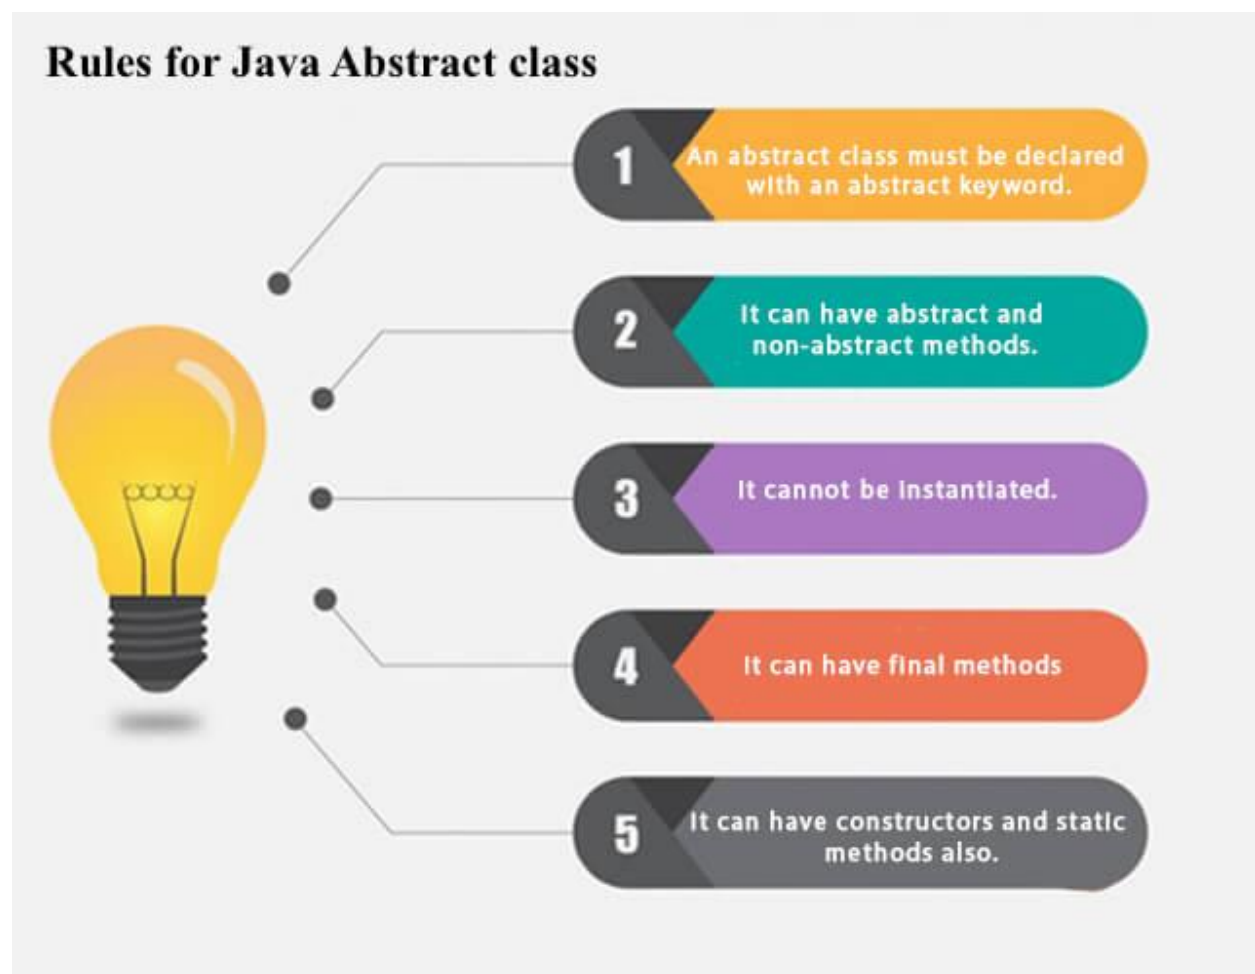 Rules for Java Abstract class
1
An abstract class must be declared
with an abstract keyword.
2
It can have abstract and
non-abstract methods.
3
It cannot be instantiated.
4
It can have final methods
5
It can have constructors and static
methods also.